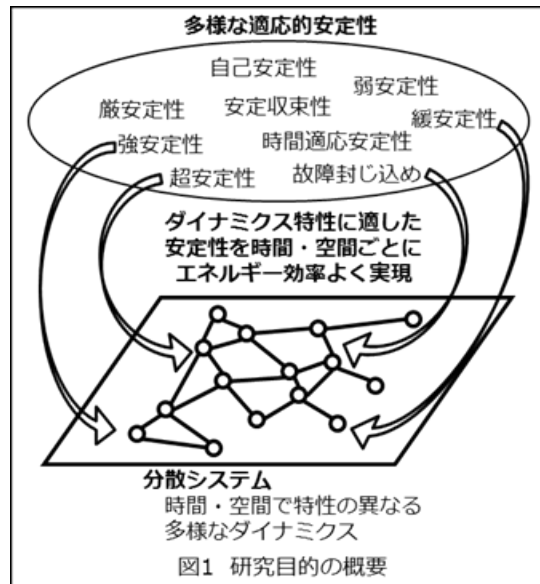 多様な適応的安定性
自己安定性
弱安定性
厳安定性
安定収束性
緩安定性
強安定性
時間適応安定性
超安定性
故障封じ込め
ダイナミクス特性に適した
安定性を時間・空間ごとに
エネルギー効率よく実現
分散システム
時間・空間で特性の異なる
多様なダイナミクス
図1 研究目的の概要